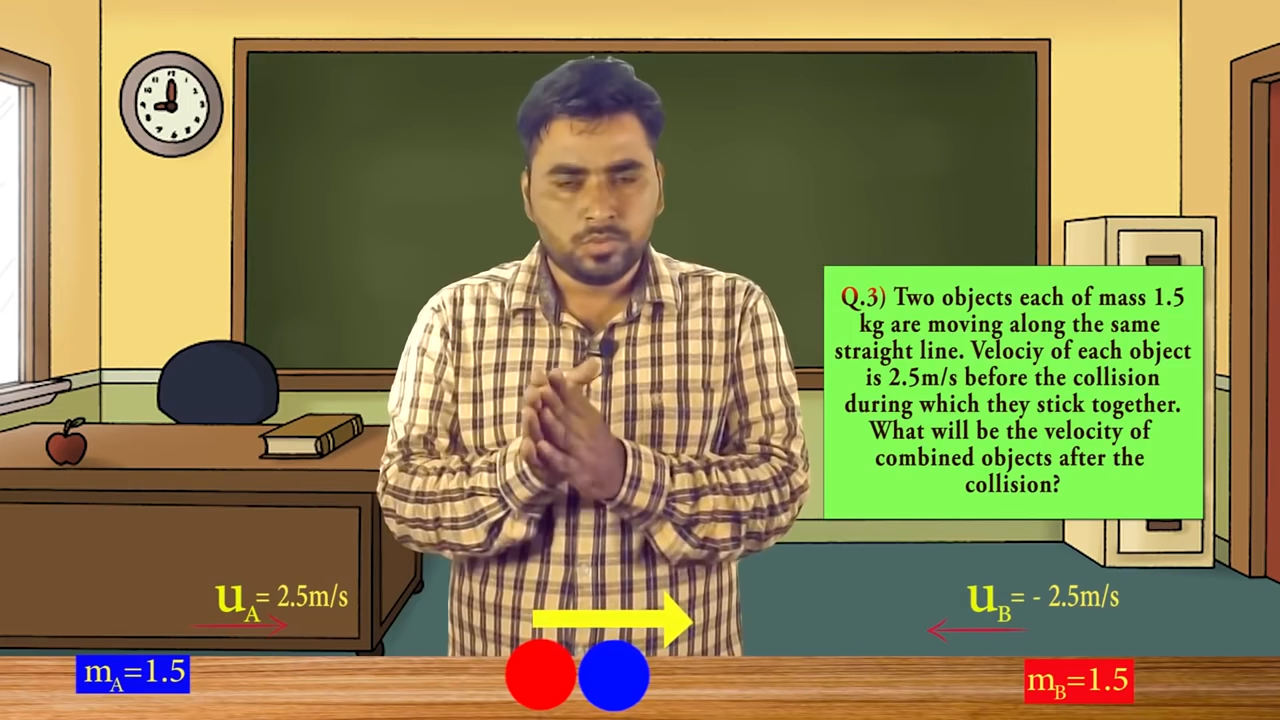 Q.3) Two objects each of mass 1.5
kg are moving along the same
straight line. Velociy of each object
is 2.5m/s before the collision
during which they stick together.
What will be the velocity of
combined objects after the
collision?
uA= 2.5m/s
uB= - 2.5m/s
mA=1.5
mB=1.5